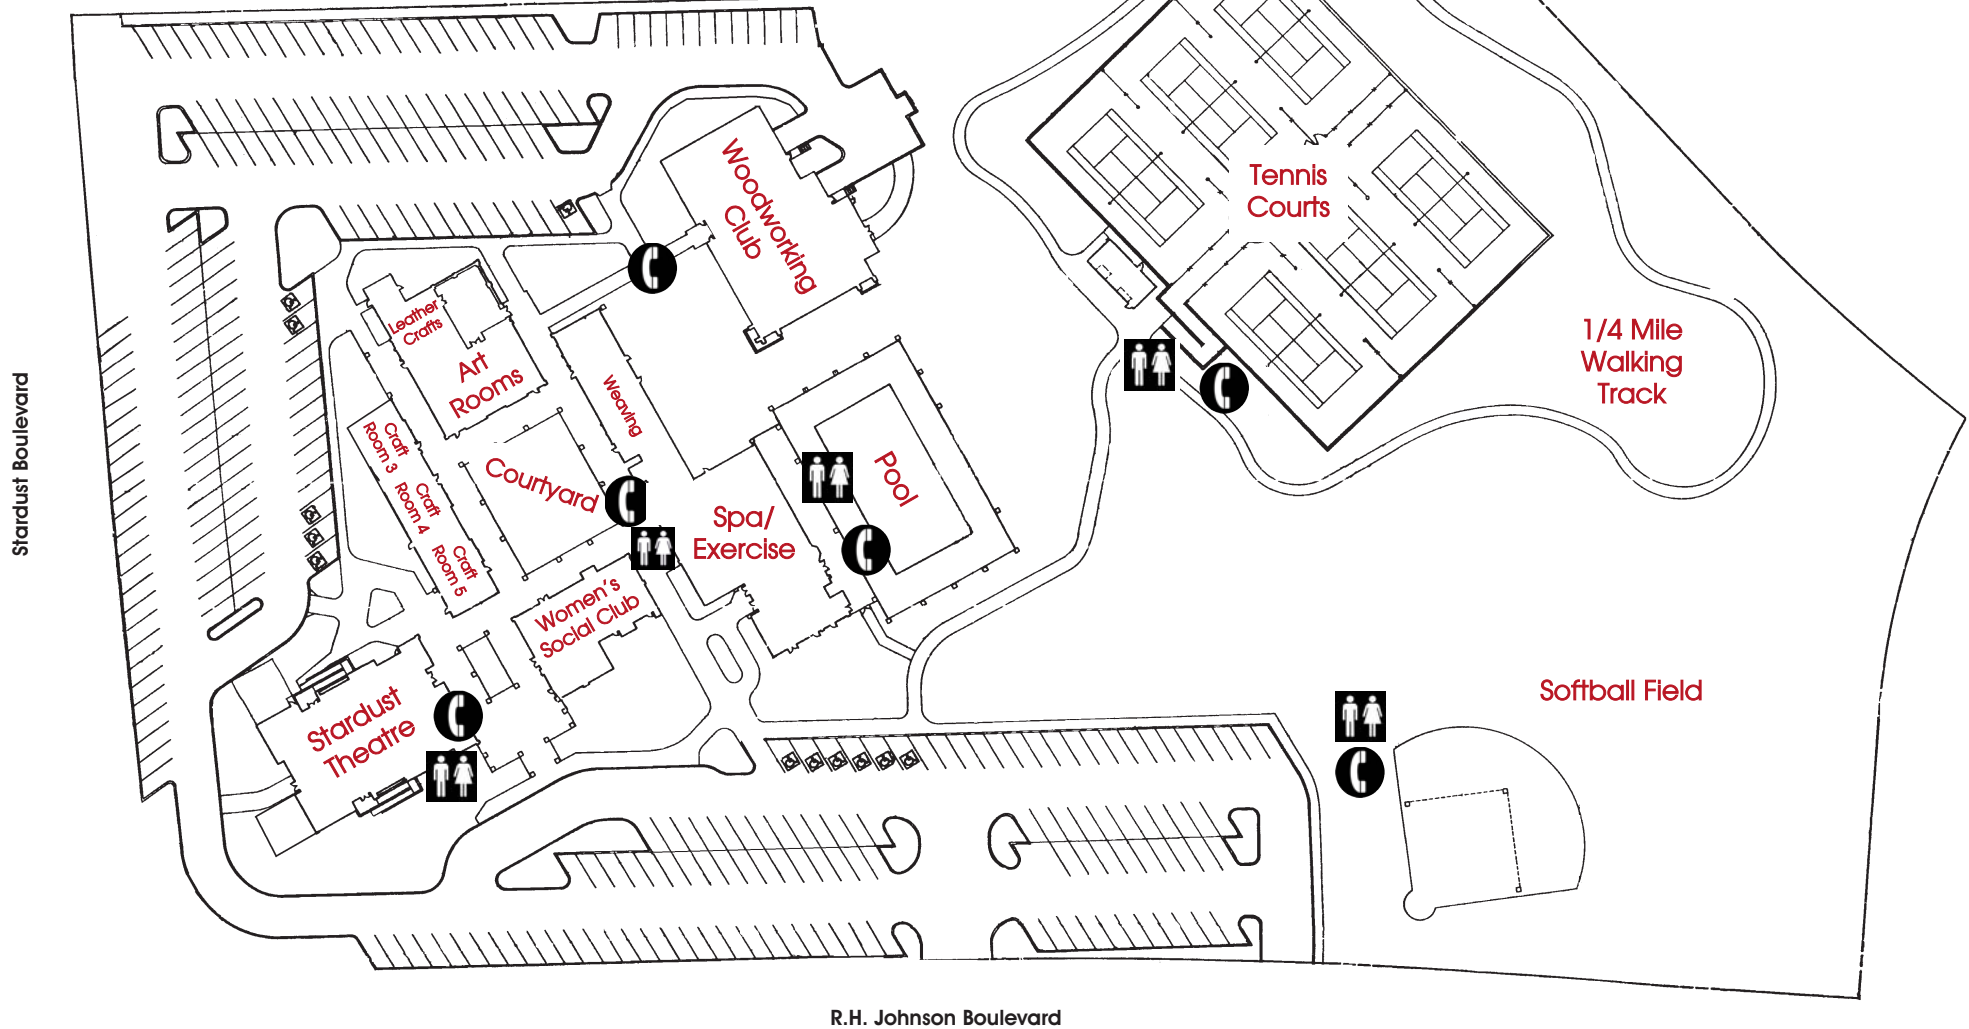 Tennis
Courts
Woodworking
Club
Leather
Crafts
Art
Rooms
Weaving
1/4 Mile
Walking
Track
Stardust Boulevard
Craft
Room 3
Craft
Room 4
Craft
Room 5
Courtyard
Pool
Spa/
Exercise
Women's
Social Club
Stardust
Theatre
Softball Field
R.H. Johnson Boulevard